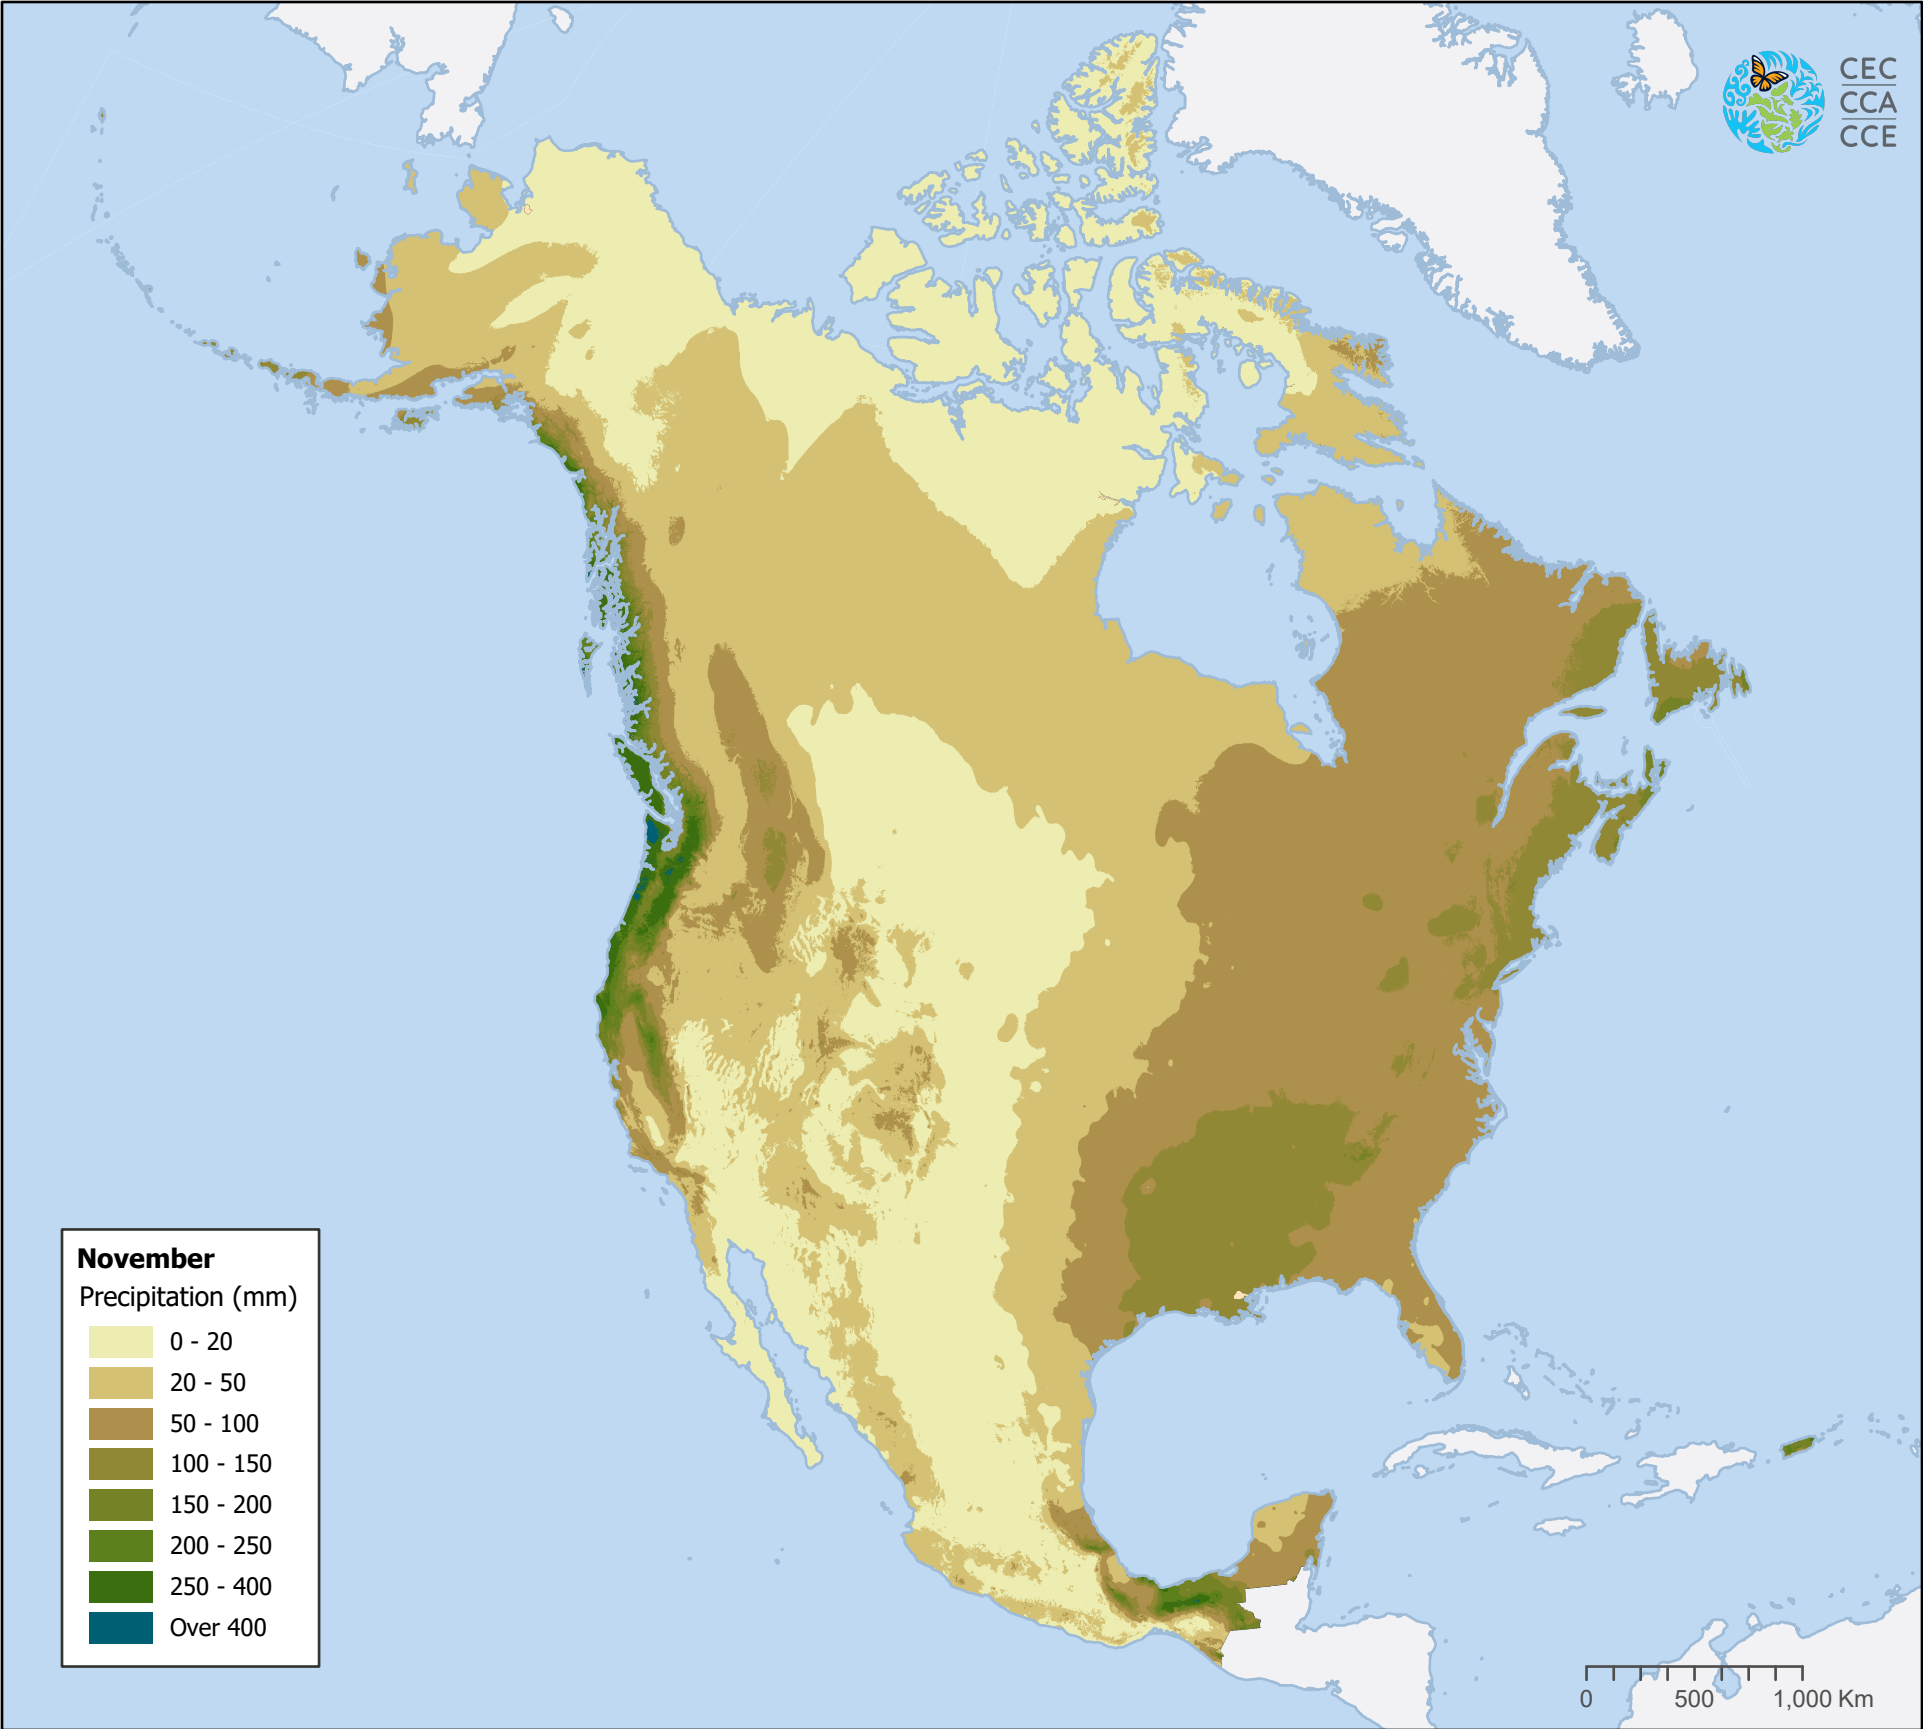 CEC
CCA
CCE
November
Precipitation (mm)
0 - 20
20 - 50
50 - 100
100 - 150
150 - 200
200 - 250
250 - 400
Over 400
0 500 1,000 Km